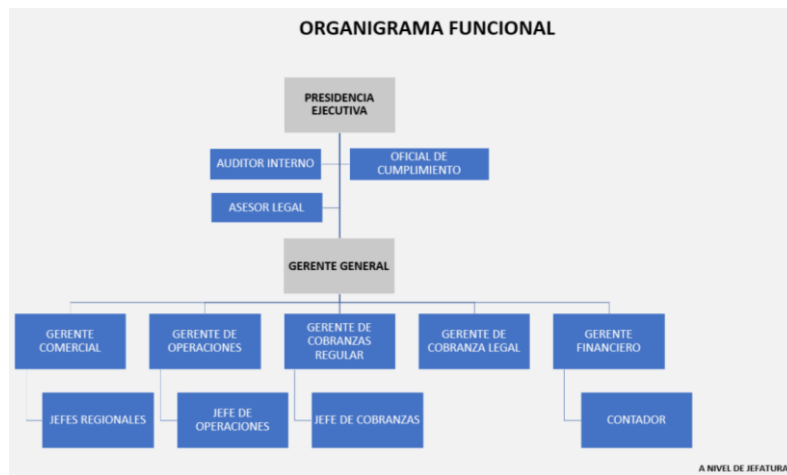 ORGANIGRAMA FUNCIONAL
PRESIDENCIA
EJECUTIVA
AUDITOR INTERNO
OFICIAL DE
CUMPLIMIENTO
ASESOR LEGAL
GERENTE GENERAL
GERENTE
COMERCIAL
GERENTE DE
OPERACIONES
GERENTE DE
COBRANZAS
REGULAR
GERENTE DE
COBRANZA LEGAL
GERENTE
FINANCIERO
JEFES REGIONALES
JEFE DE
OPERACIONES
JEFE DE COBRANZAS
CONTADOR
A NIVEL DE JEFATURA